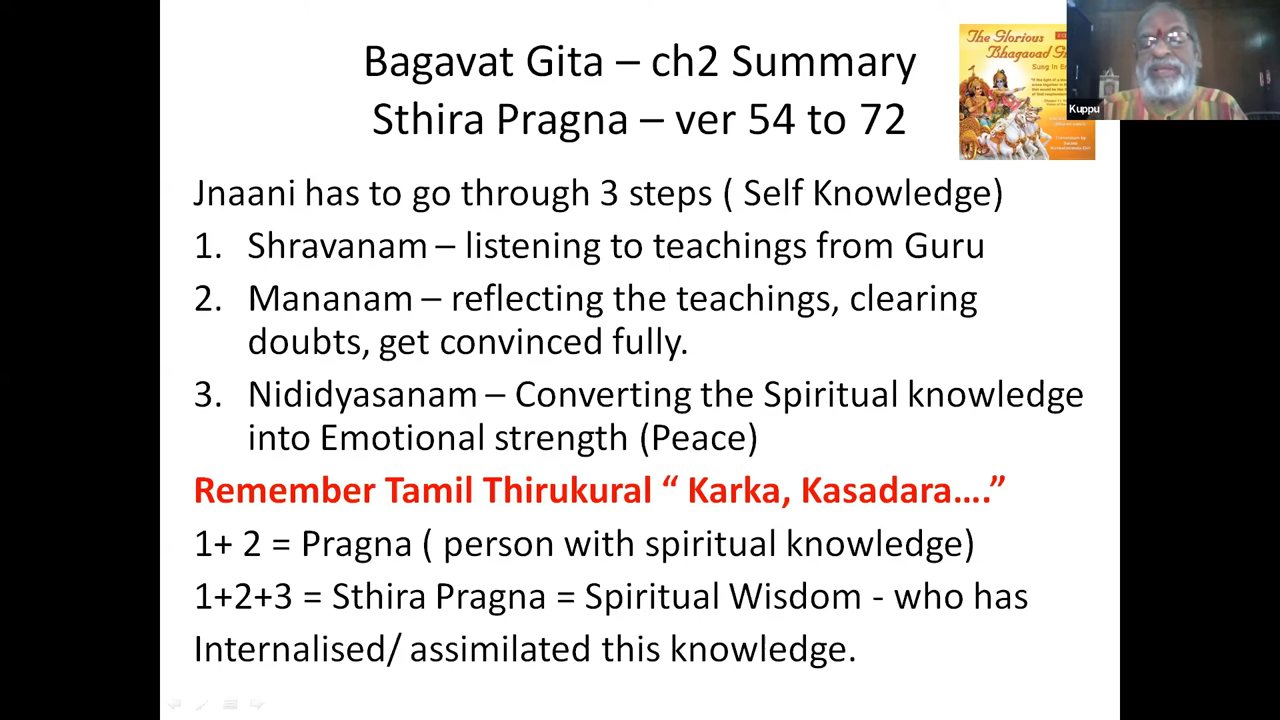 Bagavat Gita – ch2 Summary
Sthira Pragna – ver 54 to 72
The Glorious
Bhagavad
Sung in
Kuppu
Jnaani has to go through 3 steps ( Self Knowledge)
1. Shravanam – listening to teachings from Guru
2. Mananam – reflecting the teachings, clearing
doubts, get convinced fully.
3. Nididyasanam – Converting the Spiritual knowledge
into Emotional strength (Peace)
Remember Tamil Thirukural “ Karka, Kasadara….”
1+ 2 = Pragna ( person with spiritual knowledge)
1+2+3 = Sthira Pragna = Spiritual Wisdom - who has
Internalised/ assimilated this knowledge.